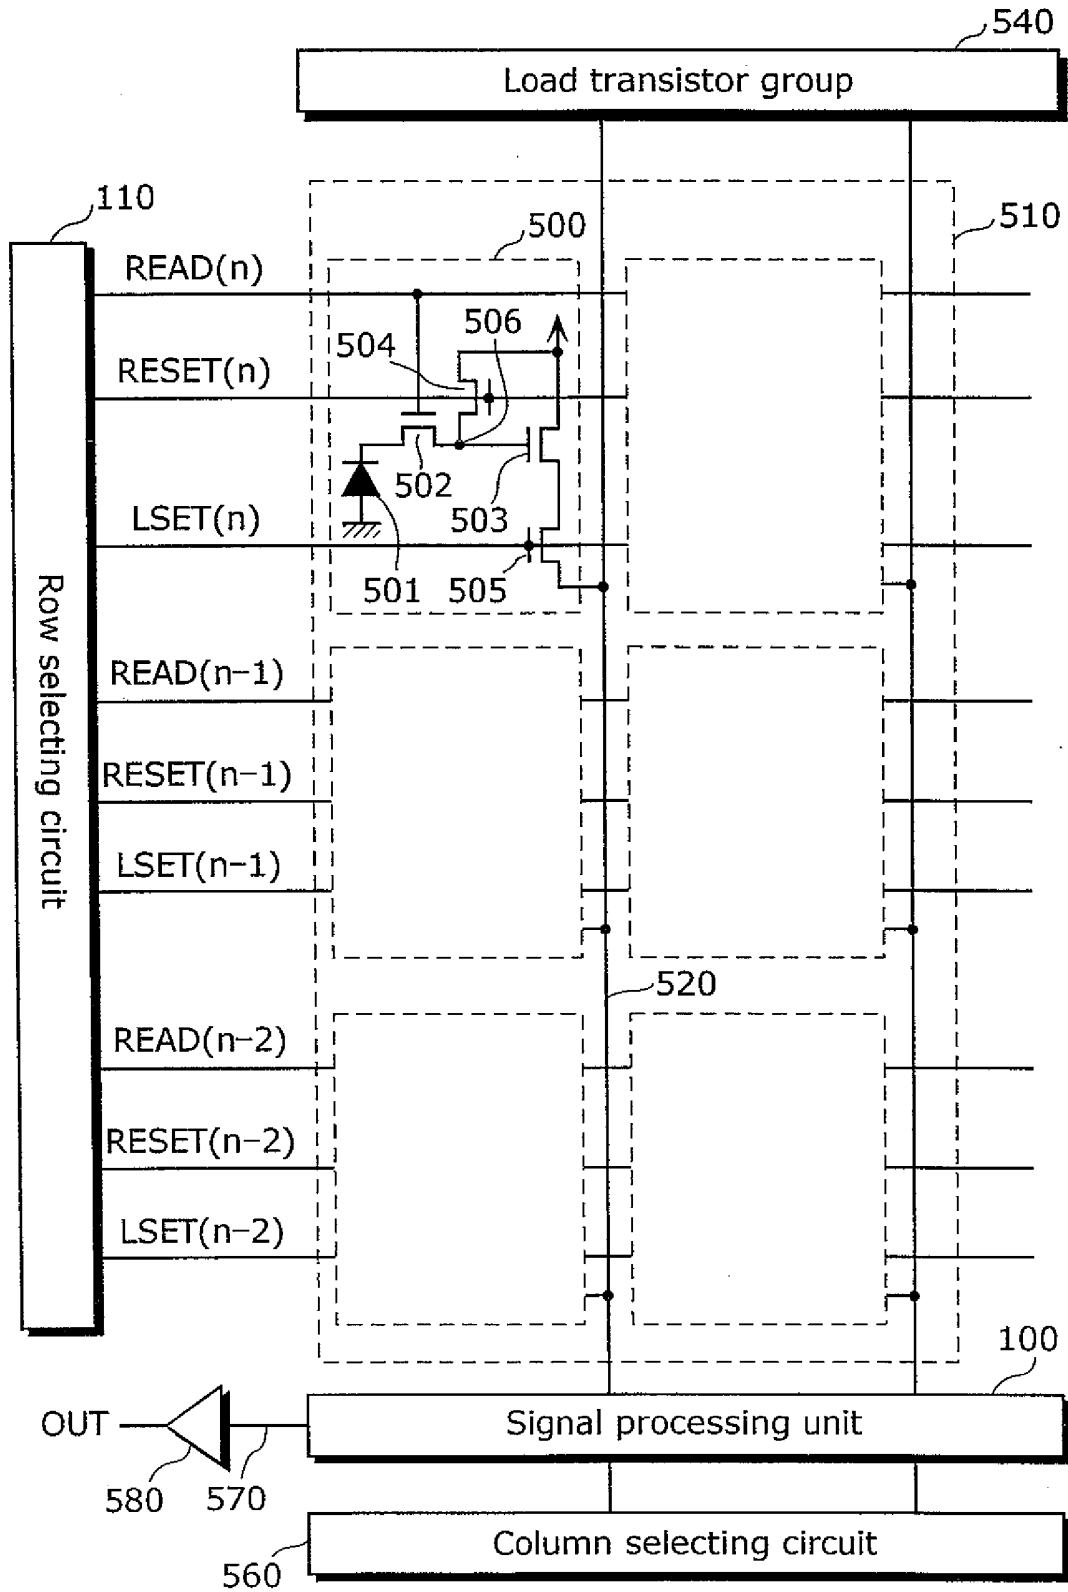 540
Load transistor group
110
500
510
READ(n)
506
504
RESET(n)
502
503
LSET(n)
501
505
Row selecting circuit
READ(n-1)
RESET(n-1)
LSET(n-1)
520
READ(n-2)
RESET(n-2)
LSET(n-2)
100
OUT
Signal processing unit
580
570
Column selecting circuit
560